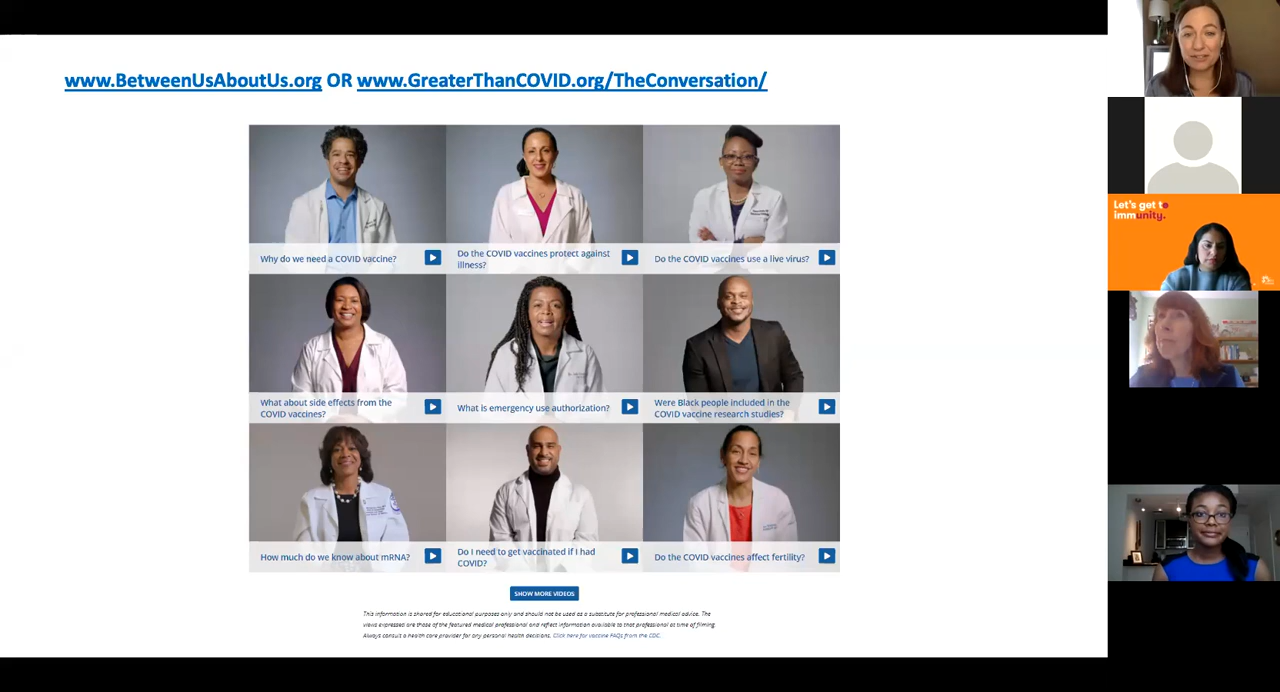 www.BetweenUsAboutUs.org OR www.GreaterThanCOVID.org/TheConversation/
Let's get to
immunity.
Why do we need a COVID vaccine?
Do the COVID vaccines protect against
illness?
Do the COVID vaccines use a live virus?
What about side effects from the
COVID vaccines?
What is emergency use authorization?
Were Black people included in the
COVID vaccine research studies?
How much do we know about mRNA?
Do I need to get vaccinated if I had
COVID?
Do the COVID vaccines affect fertility?
SHOW MORE VIDEOS
This information is shared for educational purposes only and should not be used as a substitute for professional medical advice. The
views expressed are those of the featured medical professional and reflect information available to that professional at time of filming.
Always consult a health care provider for any personal health decisions. Click here for vaccine FAQs from the CDC.